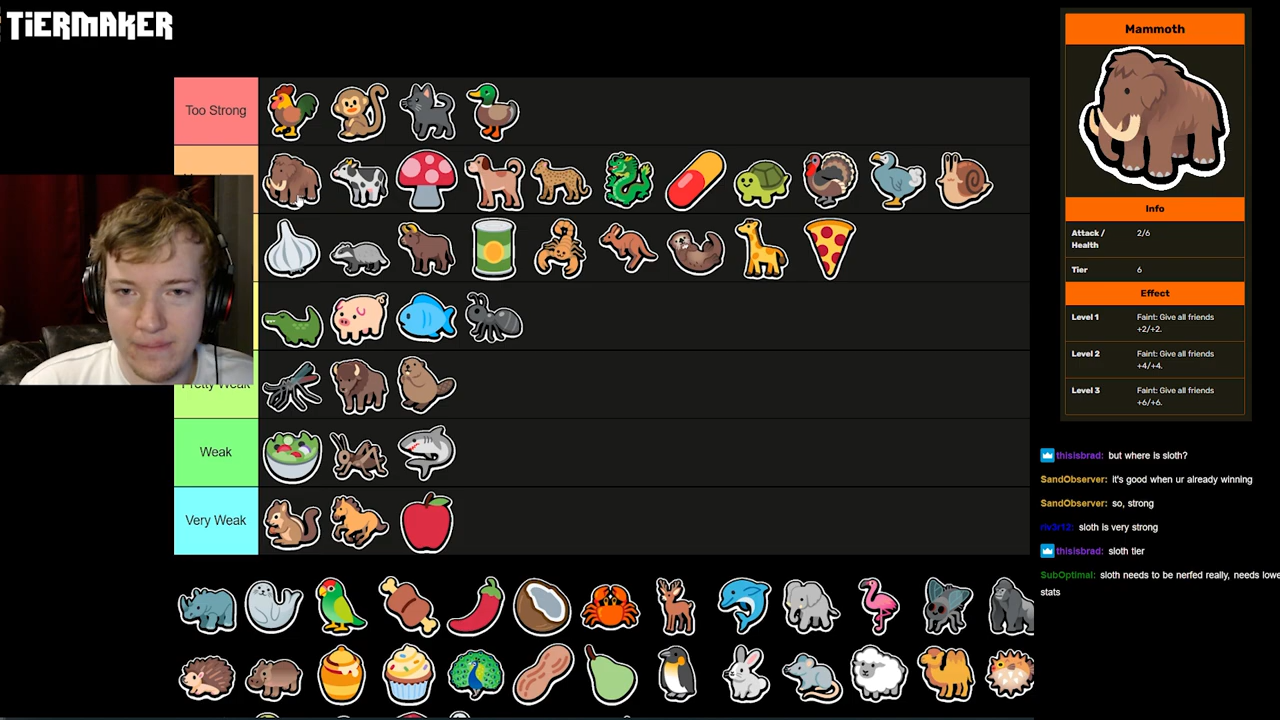 TiERMAKER
Mammoth
Too Strong
Info
Attack /
Health
2/6
Tier
6
Effect
Level 1
Faint: Give all friends
+2/+2.
Level 2
Faint: Give all friends
+4/+4.
Level 3
Faint: Give all friends
+6/+6.
Pretty Weak
Weak
Very Weak
thisisbrad: but where is sloth?
SandObserver: it's good when ur already winning
SandObserver: so, strong
riv3r12: sloth is very strong
thisisbrad: sloth tier
SubOptimal: sloth needs to be nerfed really, needs lowe
stats